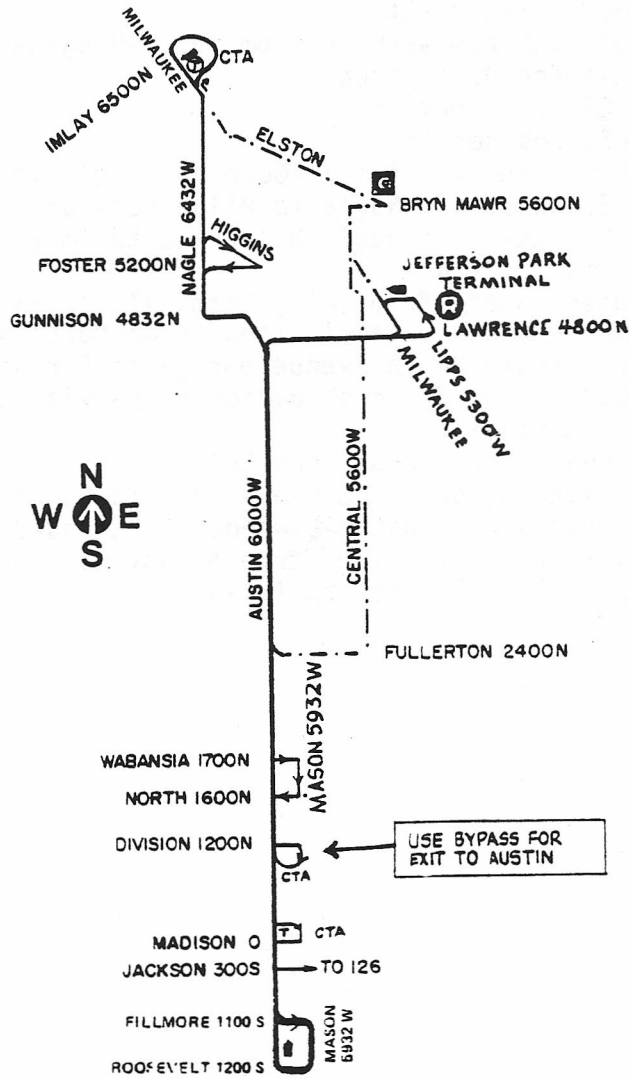 MILWAUKEE
CTA
IMLAY 6500N
ELSTON
G
BRYN MAWR 5600N
NAGLE 6432W
HIGGINS
FOSTER 5200N
JEFFERSON PARK
TERMINAL
R
GUNNISON 4832N
LAWRENCE 4800N
LIPPS 5300W
MILWAUKEE
N
W E
S
CENTRAL 5600W
AUSTIN 6000W
FULLERTON 2400N
MASON 5932W
WABANSIA 1700N
NORTH 1600N
DIVISION 1200N
USE BYPASS FOR
EXIT TO AUSTIN
CTA
T CTA
MADISON 0
JACKSON 300S
TO 126
FILLMORE 1100 S
MASON
5932 W
ROOSEVELT 1200 S